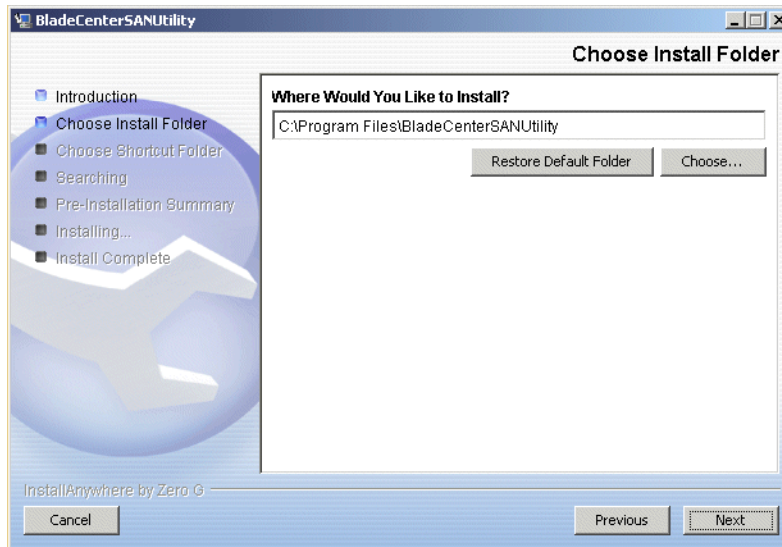 BladeCenterSANUtility
Choose Install Folder
Introduction
Choose Install Folder
Choose Shortcut Folder
Searching
Pre-Installation Summary
Installing...
Install Complete
Where Would You Like to Install?
C:\Program Files\BladeCenterSANUtility
Restore Default Folder
Choose...
InstallAnywhere by Zero G
Cancel
Previous
Next